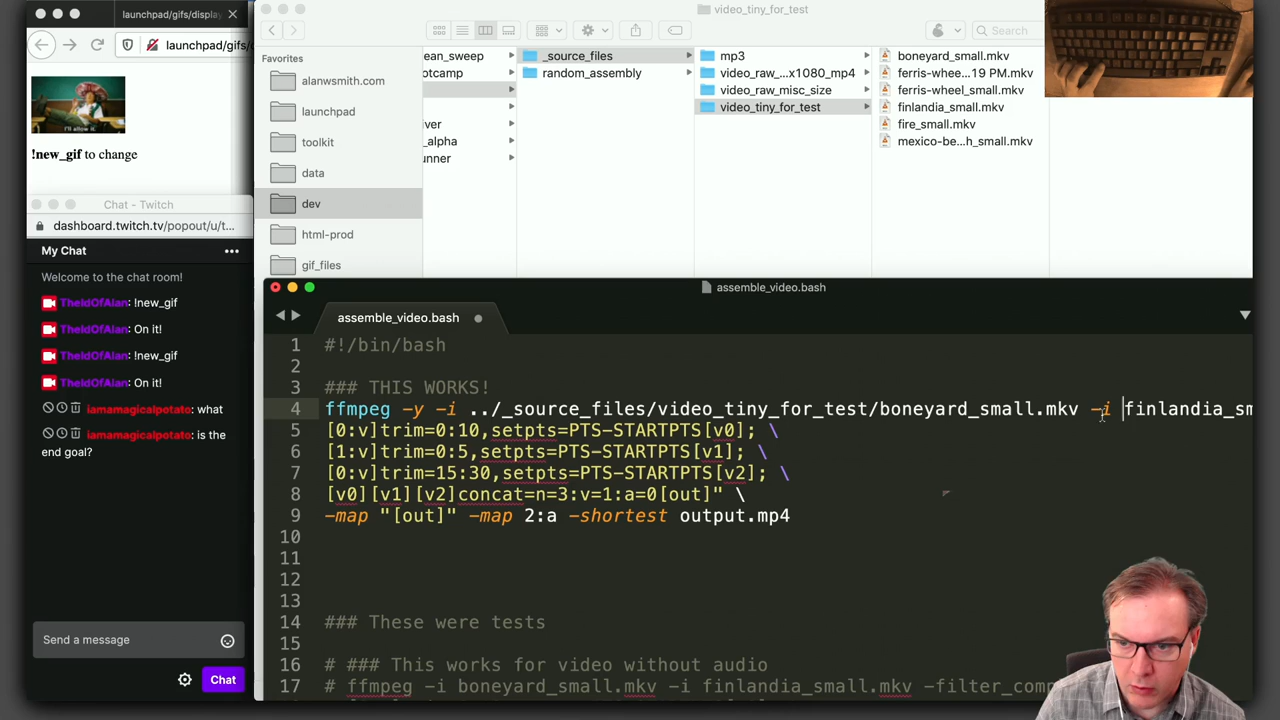 launchpad/gifs/display
launchpad/gifs/
I'll allow it.
!new_gif to change
Chat - Twitch
dashboard.twitch.tv/popout/u/t...
My Chat
Welcome to the chat room!
TheIdOfAlan: !new_gif
TheIdOfAlan: On it!
TheIdOfAlan: !new_gif
TheIdOfAlan: On it!
iamamagicalpotato: what
iamamagicalpotato: is the
end goal?
Send a message
Chat
video_tiny_for_test
Search
Favorites
alanwsmith.com
launchpad
toolkit
data
dev
html-prod
gif_files
ean_sweep
otcamp
ver
_alpha
unner
_source_files
random_assembly
mp3
video_raw_...x1080_mp4
video_raw_misc_size
video_tiny_for_test
boneyard_small.mkv
ferris-whee...19 PM.mkv
ferris-wheel_small.mkv
finlandia_small.mkv
fire_small.mkv
mexico-be...h_small.mkv
assemble_video.bash
assemble_video.bash
1 #!/bin/bash
2
3 ### THIS WORKS!
4 ffmpeg -y -i ../_source_files/video_tiny_for_test/boneyard_small.mkv -i finlandia_sm
5 [0:v]trim=0:10,setpts=PTS-STARTPTS[v0]; \
6 [1:v]trim=0:5,setpts=PTS-STARTPTS[v1]; \
7 [0:v]trim=15:30,setpts=PTS-STARTPTS[v2]; \
8 [v0][v1][v2]concat=n=3:v=1:a=0[out]" \
9 -map "[out]" -map 2:a -shortest output.mp4
10
11
12
13
14 ### These were tests
15
16 # ### This works for video without audio
17 # ffmpeg -i boneyard_small.mkv -i finlandia_small.mkv -filter_comp